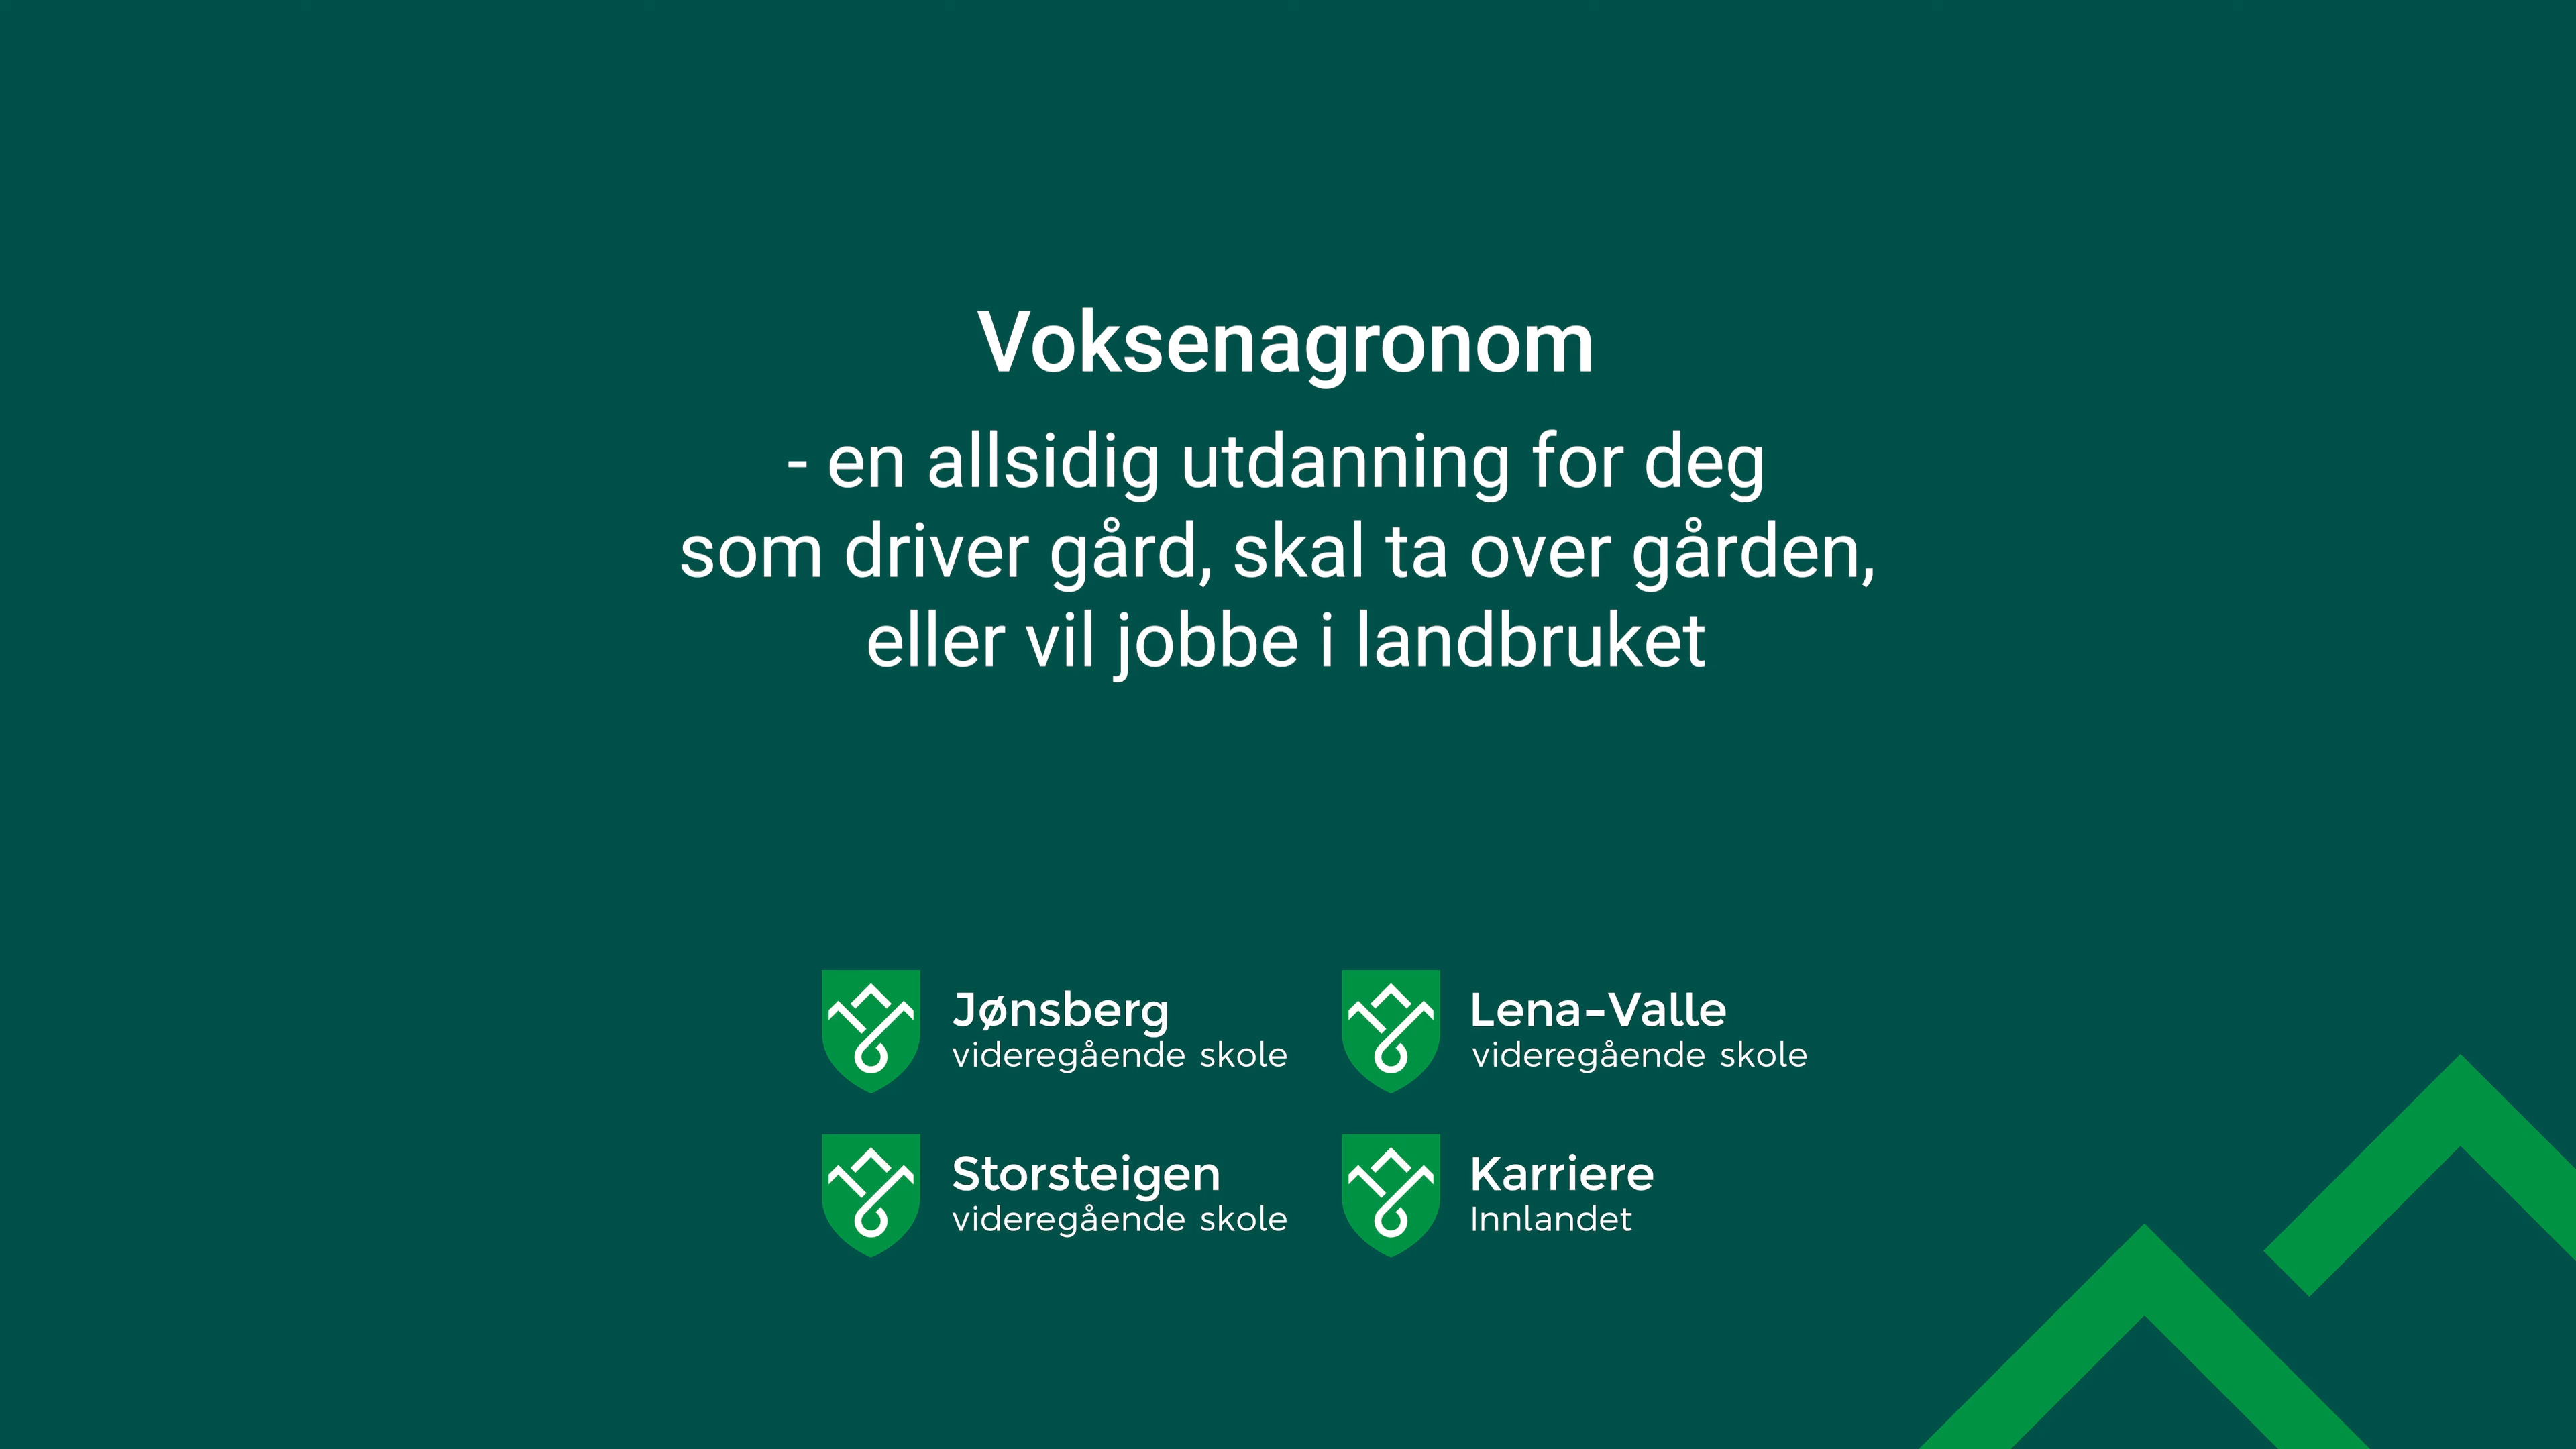 Voksenagronom
- en allsidig utdanning for deg
som driver gård, skal ta over gården,
eller vil jobbe i landbruket
Jønsberg
videregående skole
Lena-Valle
videregående skole
Storsteigen
videregående skole
Karriere
Innlandet